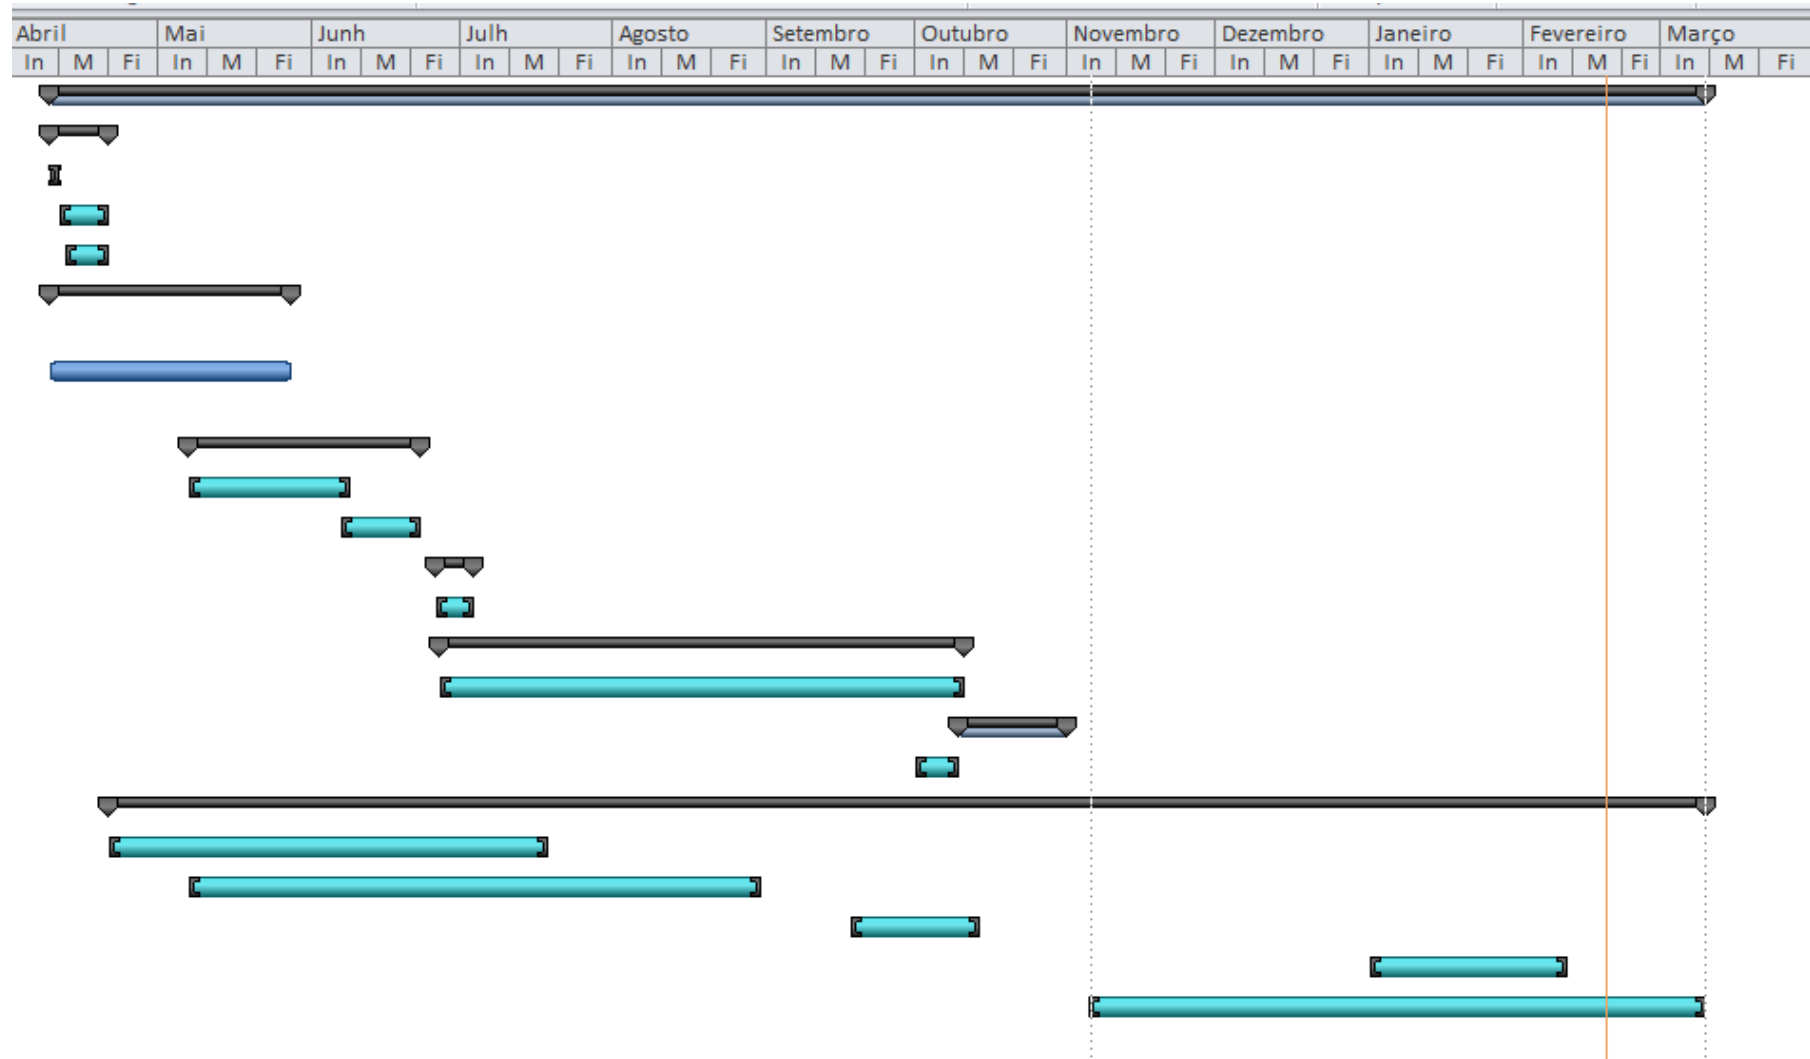 Abril Mai Junh Julh Agosto Setembro Outubro Novembro Dezembro Janeiro Fevereiro Março
In M Fi In M Fi In M Fi In M Fi In M Fi In M Fi In M Fi In M Fi In M Fi In M Fi In M Fi In M Fi